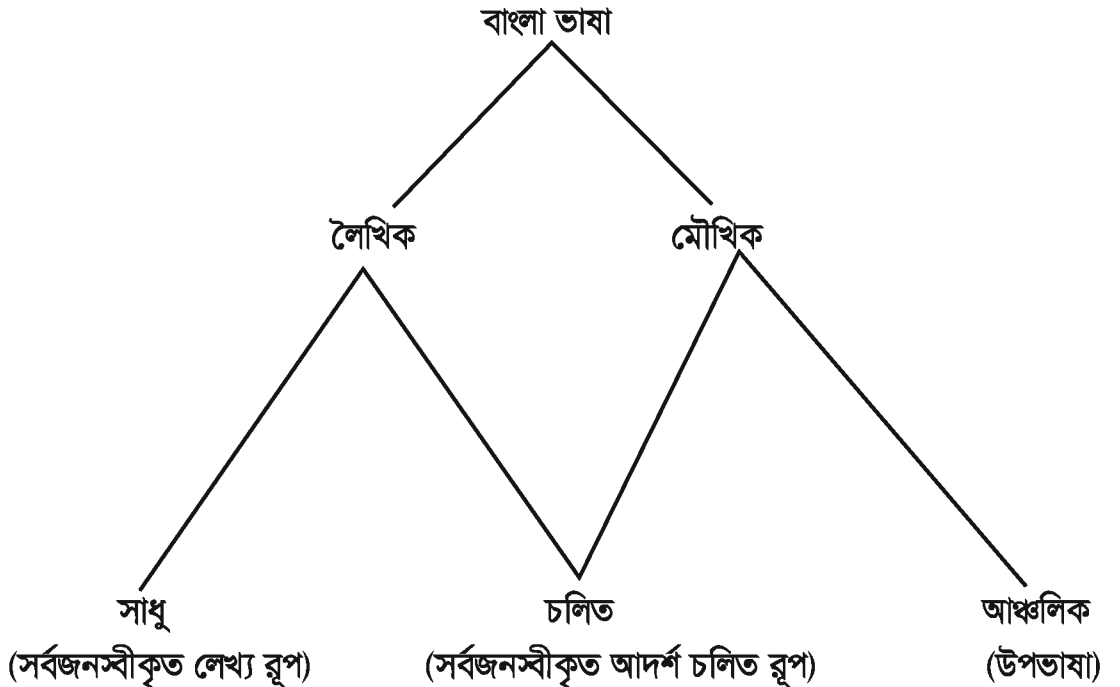 বাংলা ভাষা
লৈখিক মৌখিক
সাধু চলিত আঞ্চলিক
(সর্বজনস্বীকৃত লেখ্য রূপ) (সর্বজনস্বীকৃত আদর্শ চলিত রূপ) (উপভাষা)